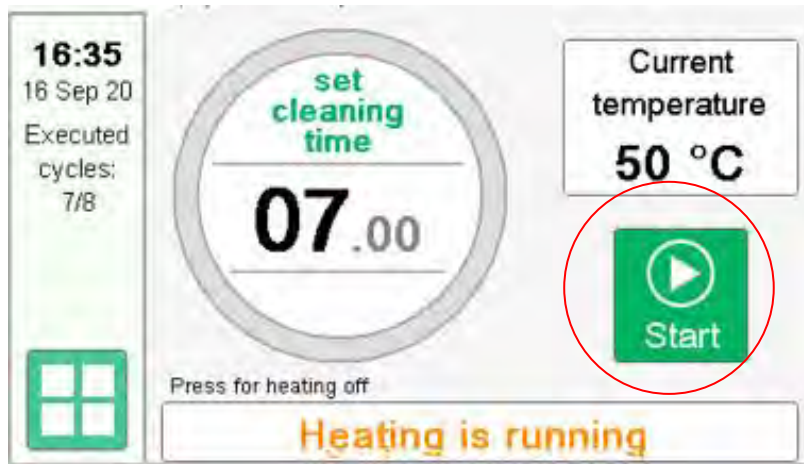 16:35
16 Sep 20
Executed
cycles:
7/8
set
cleaning
time
07.00
Current
temperature
50 °C
Start
Press for heating off
Heating is running